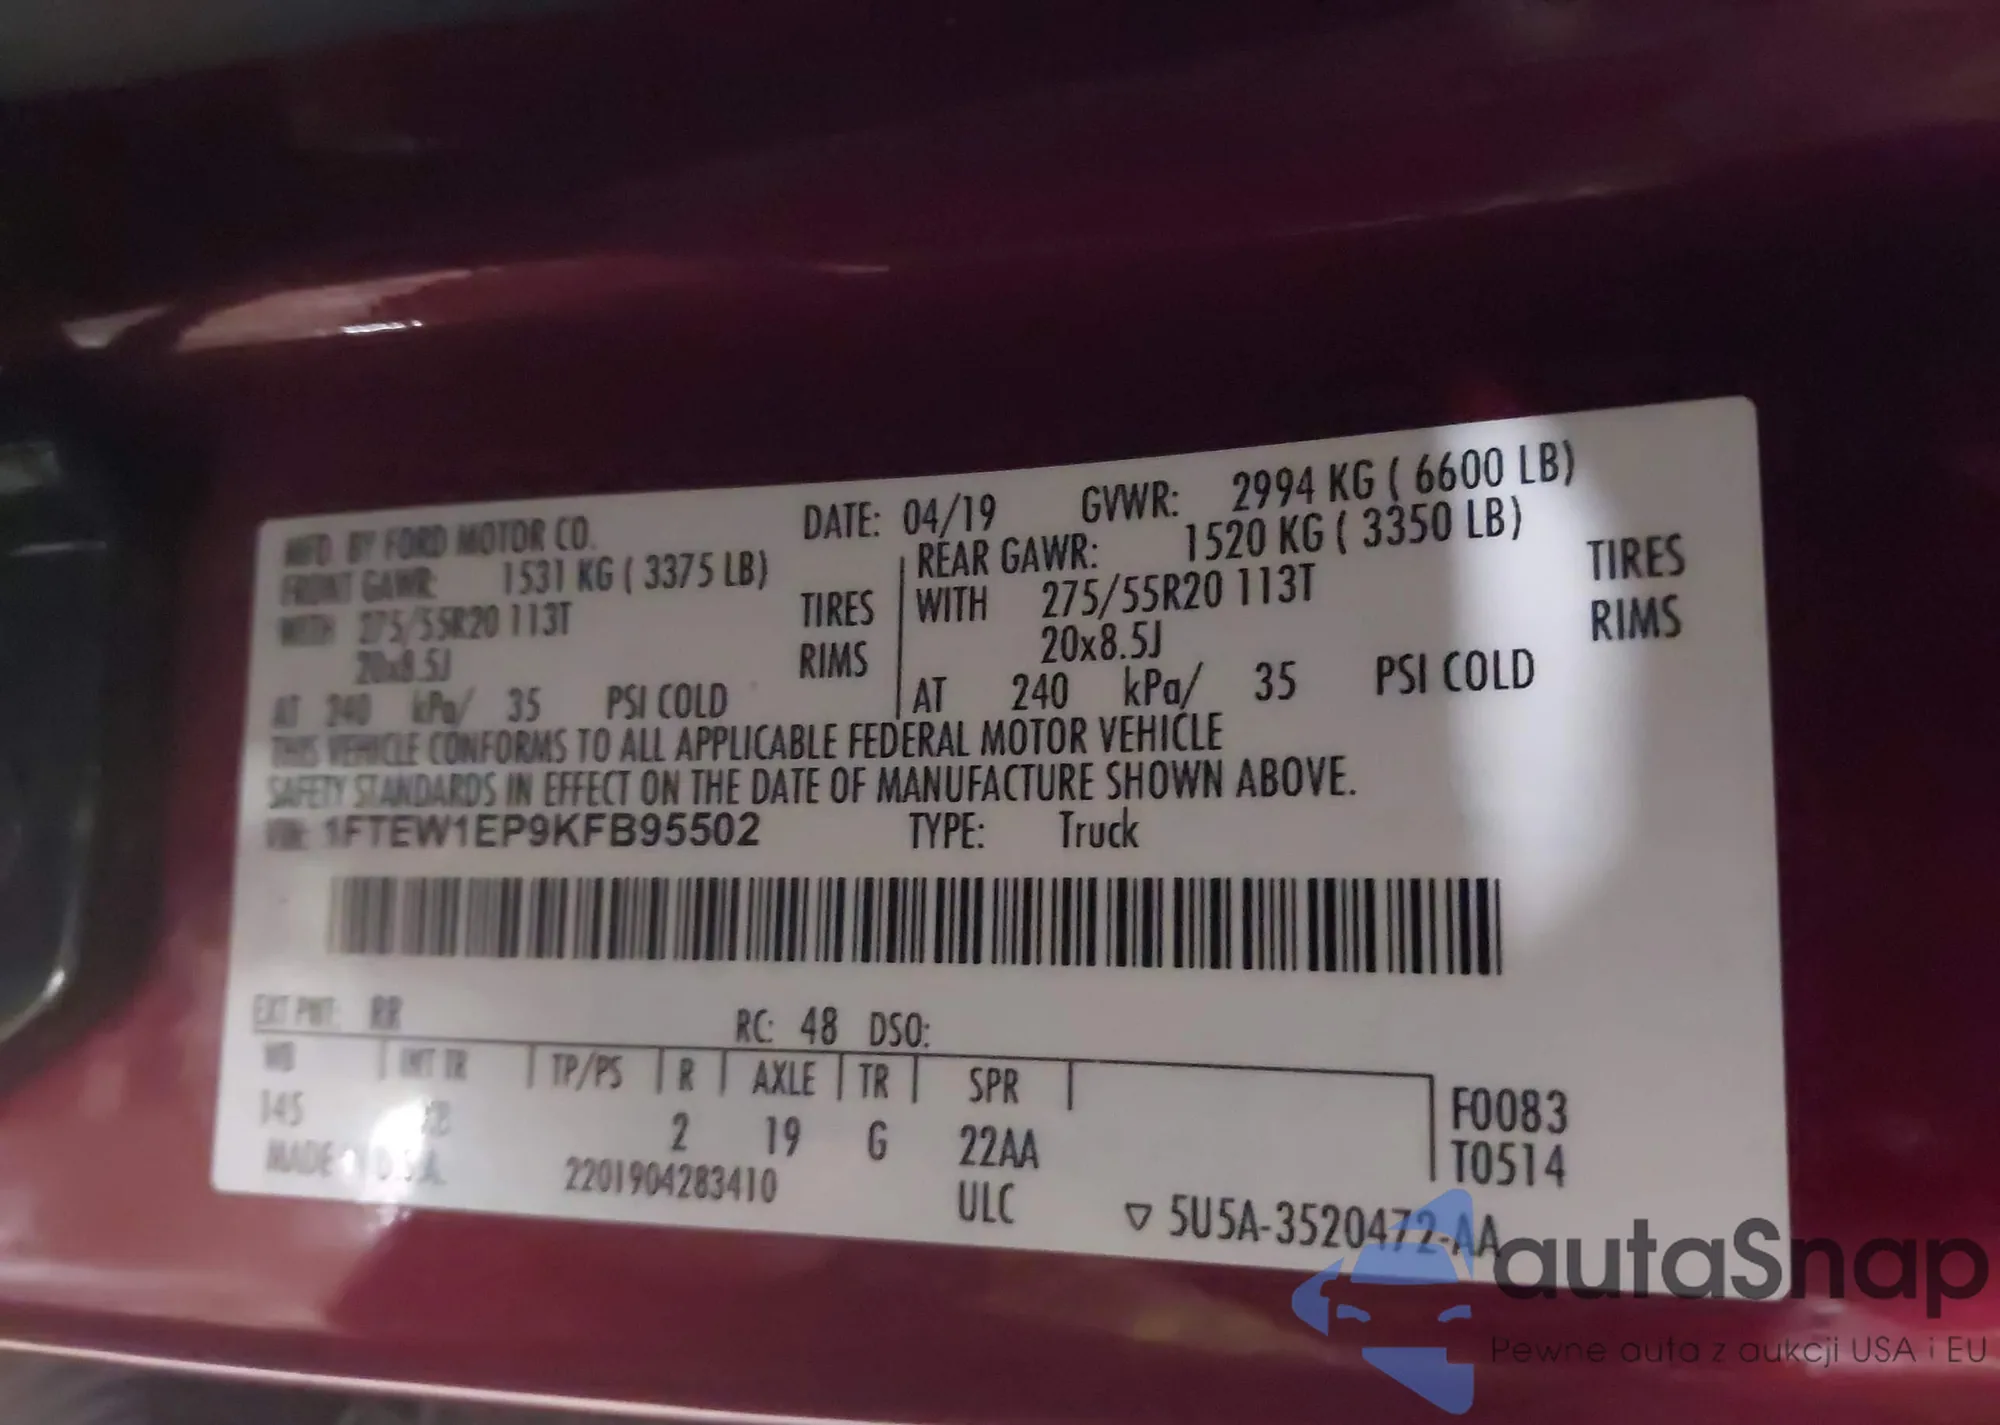 MFD. BY FORD MOTOR CO. DATE: 04/19 GVWR: 2994 KG ( 6600 LB)
FRONT GAWR: 1531 KG ( 3375 LB) REAR GAWR: 1520 KG ( 3350 LB)
WITH 275/55R20 113T TIRES WITH 275/55R20 113T TIRES
20x8.5J RIMS 20x8.5J RIMS
AT 240 kPa/ 35 PSI COLD AT 240 kPa/ 35 PSI COLD
THIS VEHICLE CONFORMS TO ALL APPLICABLE FEDERAL MOTOR VEHICLE
SAFETY STANDARDS IN EFFECT ON THE DATE OF MANUFACTURE SHOWN ABOVE.
VIN: 1FTEW1EP9KFB95502 TYPE: Truck
EXT PNT: RR RC: 48 DSO:
WB INT TR TP/PS R AXLE TR SPR
145 2 19 G 22AA
F0083
T0514
MADE IN U.S.A. 2201904283410 ULC ▽ 5U5A-3520472-AA
autaSnap
Pewne auta z aukcji USA i EU